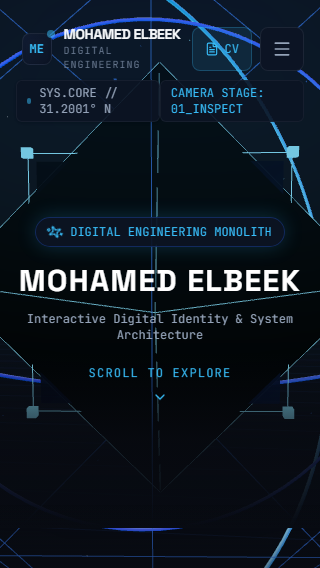 ME
MOHAMED ELBEEK
DIGITAL
ENGINEERING
CV
SYS.CORE //
31.2001° N
CAMERA STAGE:
01_INSPECT
DIGITAL ENGINEERING MONOLITH
MOHAMED ELBEEK
Interactive Digital Identity & System
Architecture
SCROLL TO EXPLORE